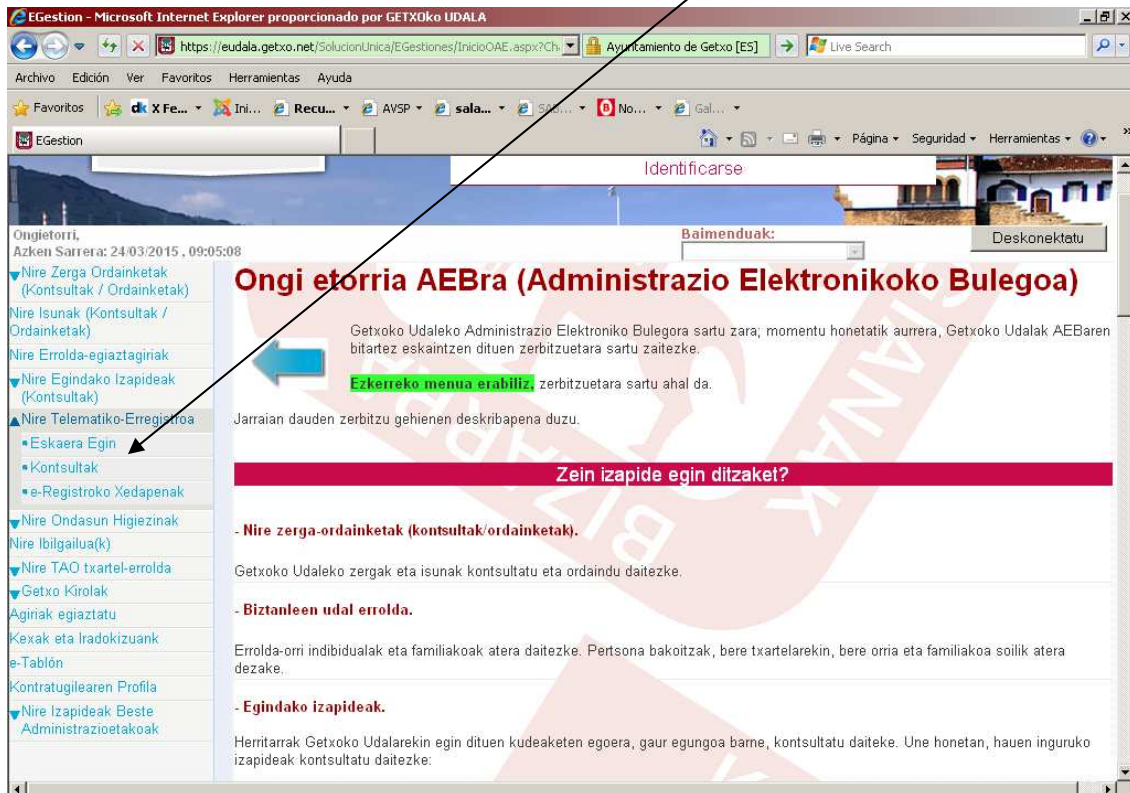 EGestion - Microsoft Internet Explorer proporcionado por GETXOko UDALA
https://eudala.getxo.net/SolucionUnica/EGestiones/InicioOAE.aspx?Ch Ayuntamiento de Getxo [ES] Live Search
Archivo Edición Ver Favoritos Herramientas Ayuda
Favoritos dk X Fe... Ini... Recu... AVSP sala... SAD... No... Gal...
EGestion Página Seguridad Herramientas
Identificarse
Ongietorri,
Azken Sarrera: 24/03/2015 , 09:05:08
Baimenduak:
Deskonektatu
Nire Zerga Ordainketak
(Kontsultak / Ordainketak)
Nire Isunak (Kontsultak /
Ordainketak)
Nire Errolda-egiaztagiriak
Nire Egindako Izapideak
(Kontsultak)
Nire Telematiko-Erregistroa
Eskaera Egin
Kontsultak
e-Registroko Xedapenak
Nire Ondasun Higiezinak
Nire Ibilgailua(k)
Nire TAO txartel-errolda
Getxo Kirolak
Agiriak egiaztatu
Kexak eta Iradokizuank
e-Tablón
Kontratugilearen Profila
Nire Izapideak Beste
Administrazioetakoak
Ongi etorria AEBra (Administrazio Elektronikoko Bulegoa)
Getxoko Udaleko Administrazio Elektroniko Bulegora sartu zara; momentu honetatik aurrera, Getxoko Udalak AEBaren
bitartez eskaintzen dituen zerbitzuetara sartu zaitezke.
Ezkerreko menua erabiliz, zerbitzuetara sartu ahal da.
Jarraian dauden zerbitzu gehienen deskribapena duzu.
Zein izapide egin ditzaket?
- Nire zerga-ordainketak (kontsultak/ordainketak).
Getxoko Udaleko zergak eta isunak kontsultatu eta ordaindu daitezke.
- Biztanleen udal errolda.
Errolda-orri indibidualak eta familiakoak atera daitezke. Pertsona bakoitzak, bere txartelarekin, bere orria eta familiakoa soilik atera
dezake.
- Egindako izapideak.
Herritarrak Getxoko Udalarekin egin dituen kudeaketen egoera, gaur egungoa barne, kontsultatu daiteke. Une honetan, hauen inguruko
izapideak kontsultatu daitezke: